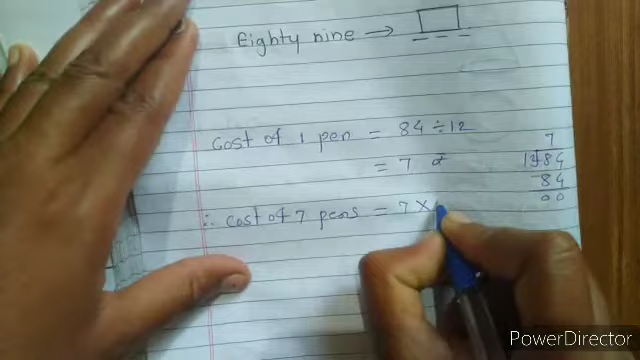 Eighty nine → 
Cost of 1 pen = 84 ÷ 12
= 7
7
12)84
84
00
∴ Cost of 7 pens = 7 ×
PowerDirector